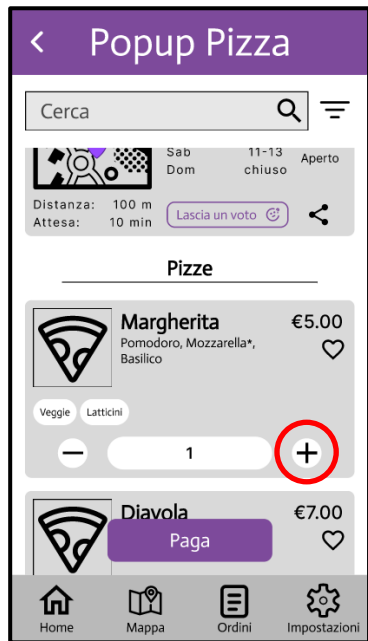 Popup Pizza
Cerca
Sab 11-13 Aperto
Dom chiuso
Distanza: 100 m
Attesa: 10 min
Lascia un voto
Pizze
Margherita €5.00
Pomodoro, Mozzarella*,
Basilico
Veggie Latticini
1
Diavola €7.00
Paga
Home Mappa Ordini Impostazioni